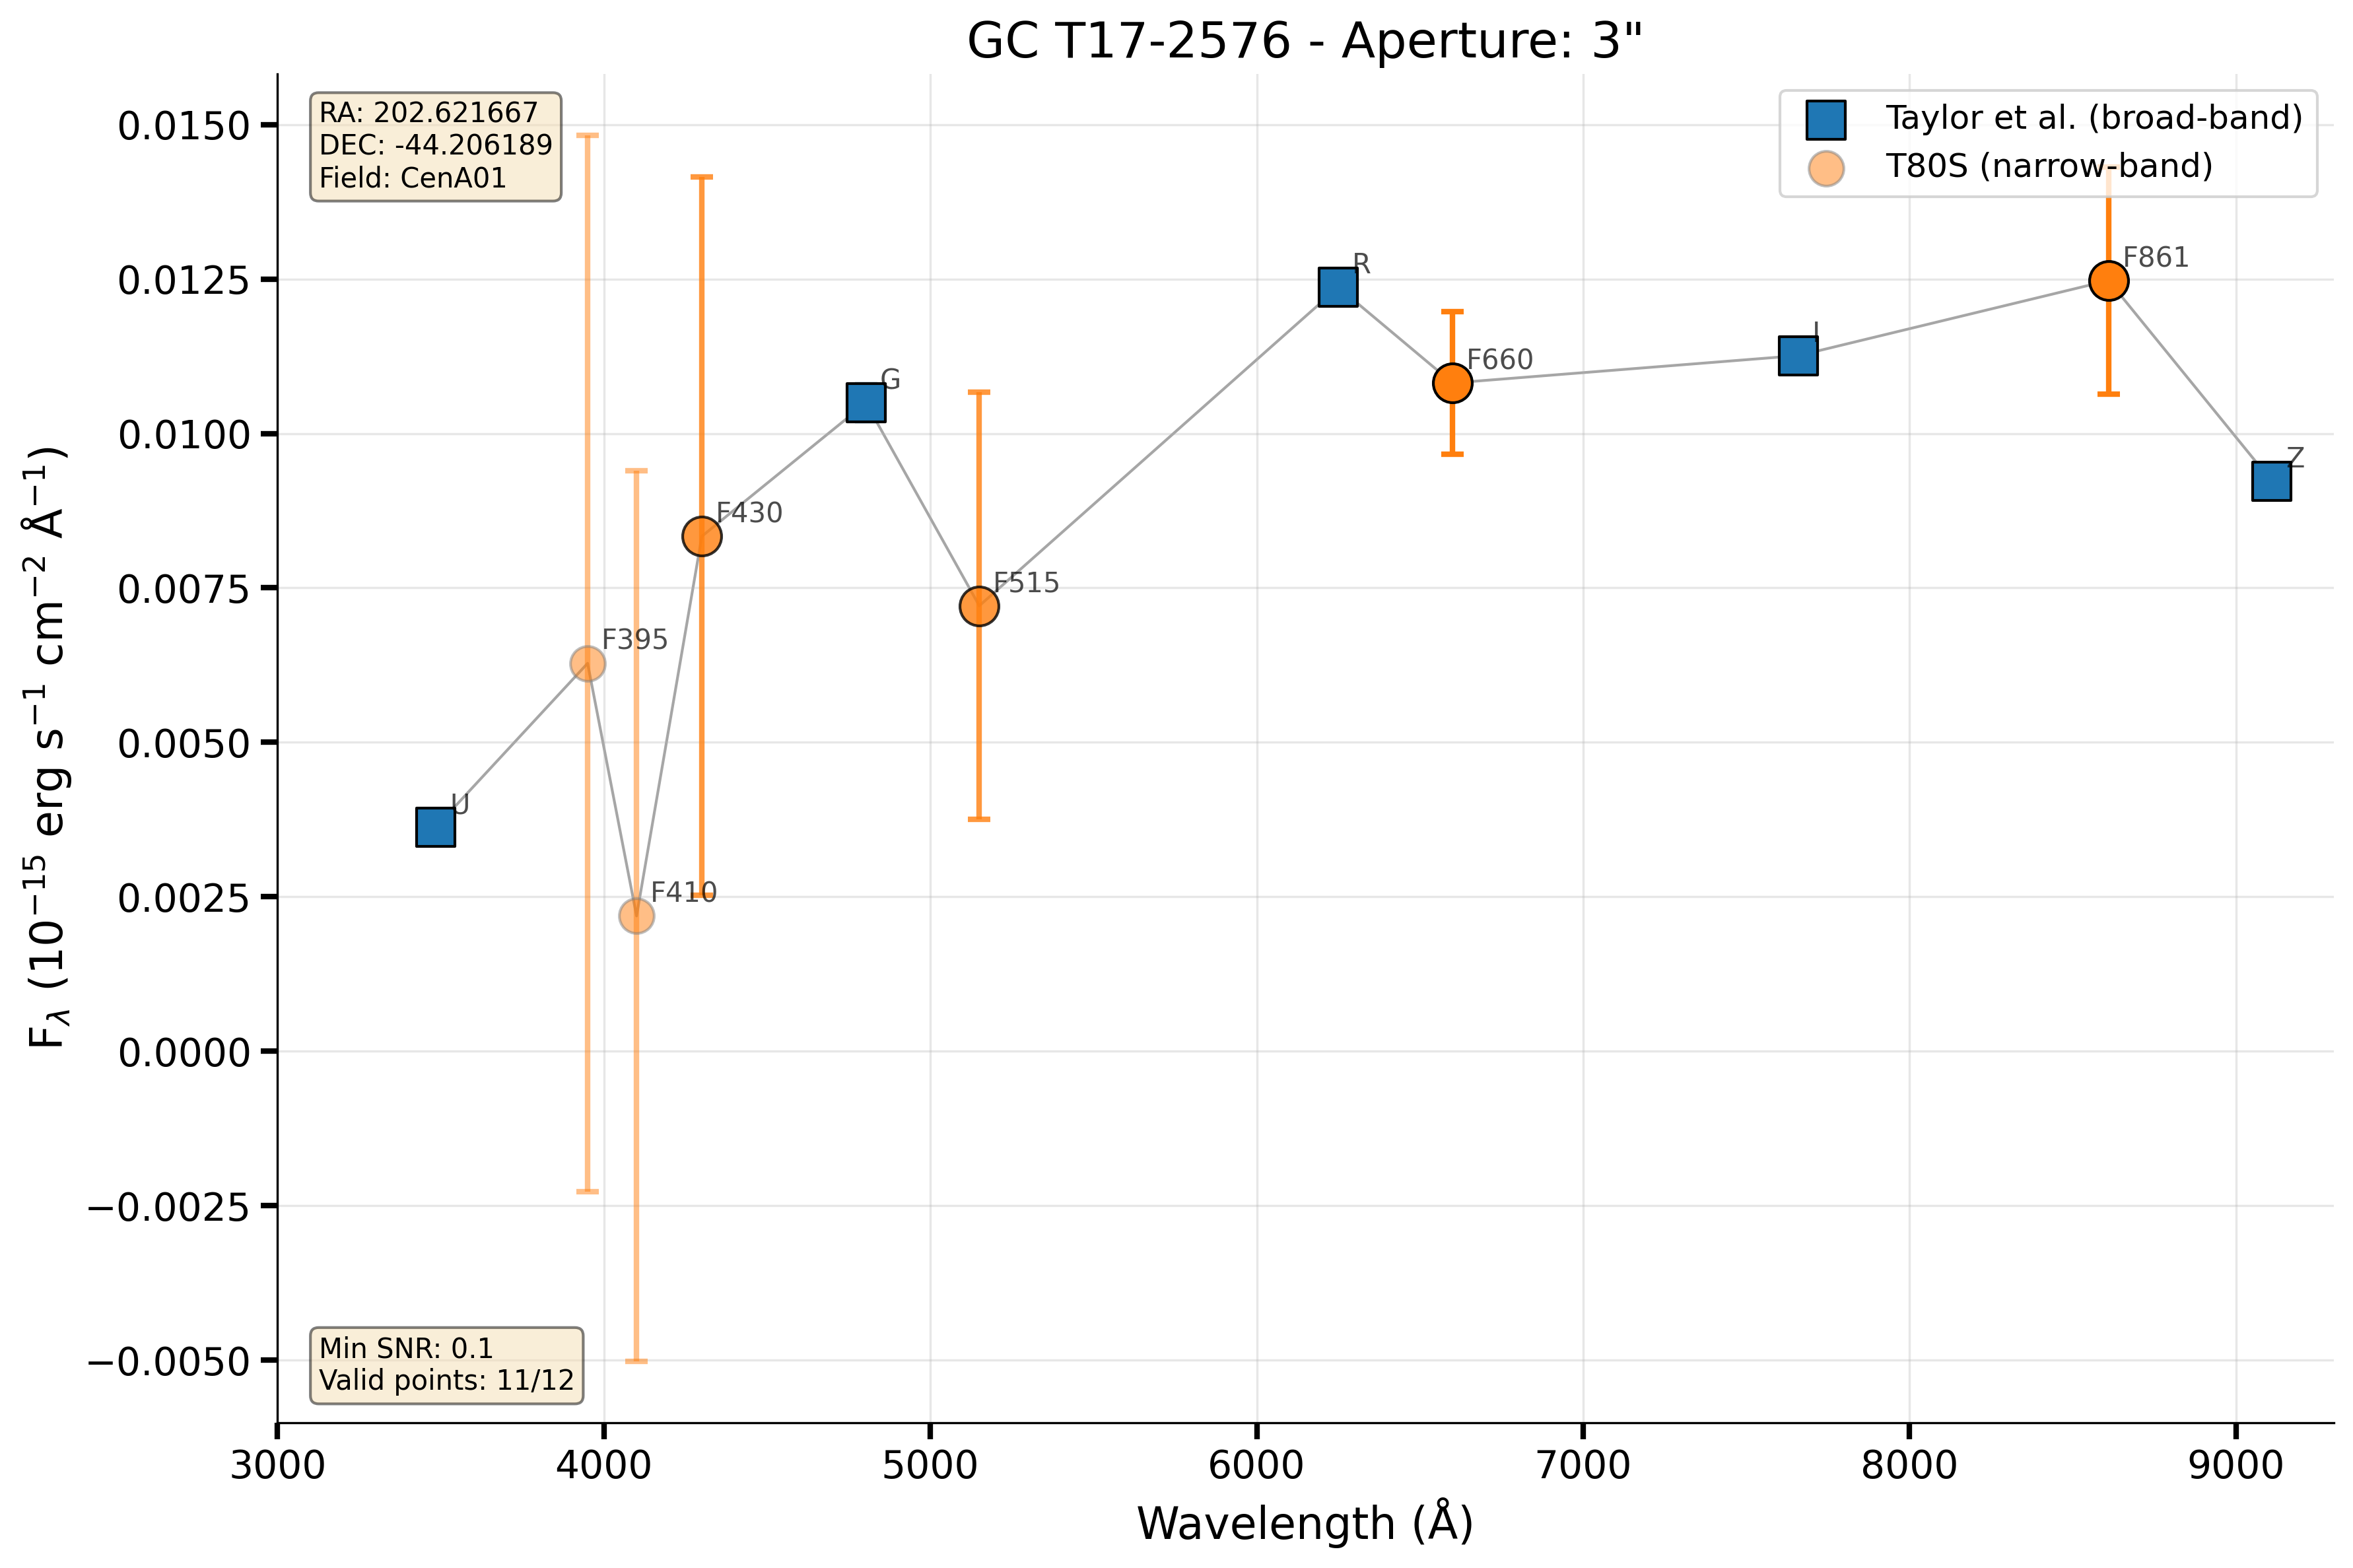 GC T17-2576 - Aperture: 3"
RA: 202.621667
DEC: -44.206189
Field: CenA01
Taylor et al. (broad-band)
T80S (narrow-band)
0.0150
0.0125
0.0100
0.0075
0.0050
0.0025
0.0000
−0.0025
−0.0050
F_λ (10⁻¹⁵ erg s⁻¹ cm⁻² Å⁻¹)
U
F395
F410
F430
G
F515
R
F660
I
F861
Z
Min SNR: 0.1
Valid points: 11/12
3000
4000
5000
6000
7000
8000
9000
Wavelength (Å)